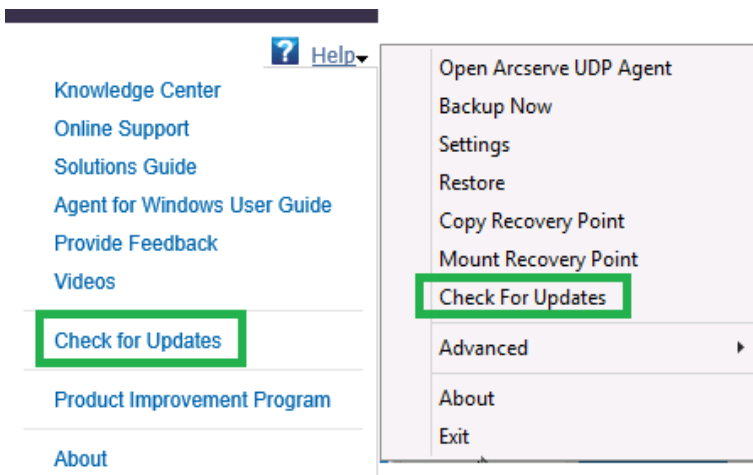 ? Help
Knowledge Center
Online Support
Solutions Guide
Agent for Windows User Guide
Provide Feedback
Videos
Check for Updates
Product Improvement Program
About
Open Arcserve UDP Agent
Backup Now
Settings
Restore
Copy Recovery Point
Mount Recovery Point
Check For Updates
Advanced
About
Exit